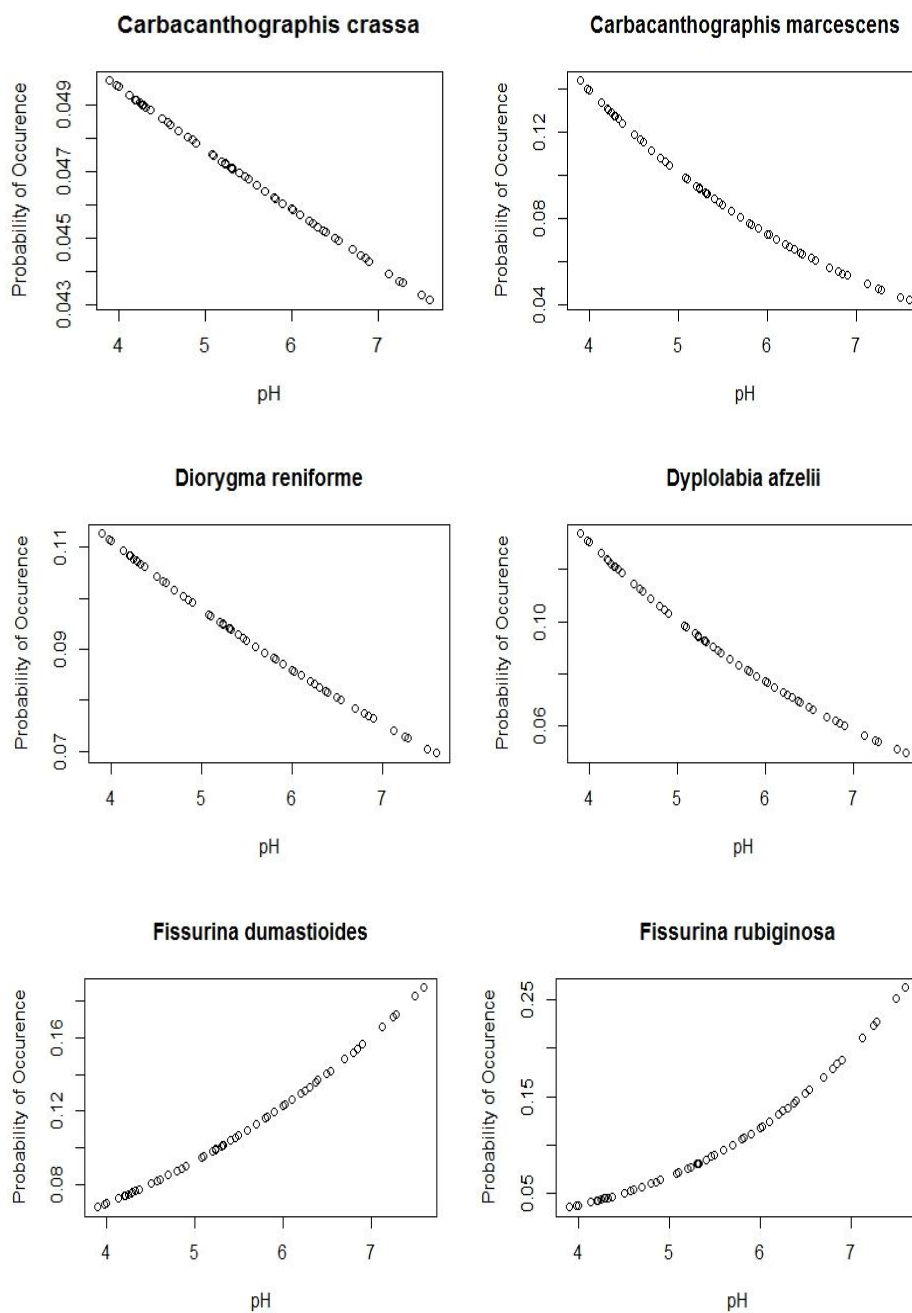 Carbacanthographis crassa
Probability of Occurence
0.043 0.045 0.047 0.049
4 5 6 7
pH
Carbacanthographis marcescens
Probability of Occurence
0.04 0.08 0.12
4 5 6 7
pH
Diorygma reniforme
Probability of Occurence
0.07 0.09 0.11
4 5 6 7
pH
Dyplolabia afzelii
Probability of Occurence
0.06 0.10
4 5 6 7
pH
Fissurina dumastioides
Probability of Occurence
0.08 0.12 0.16
4 5 6 7
pH
Fissurina rubiginosa
Probability of Occurence
0.05 0.15 0.25
4 5 6 7
pH